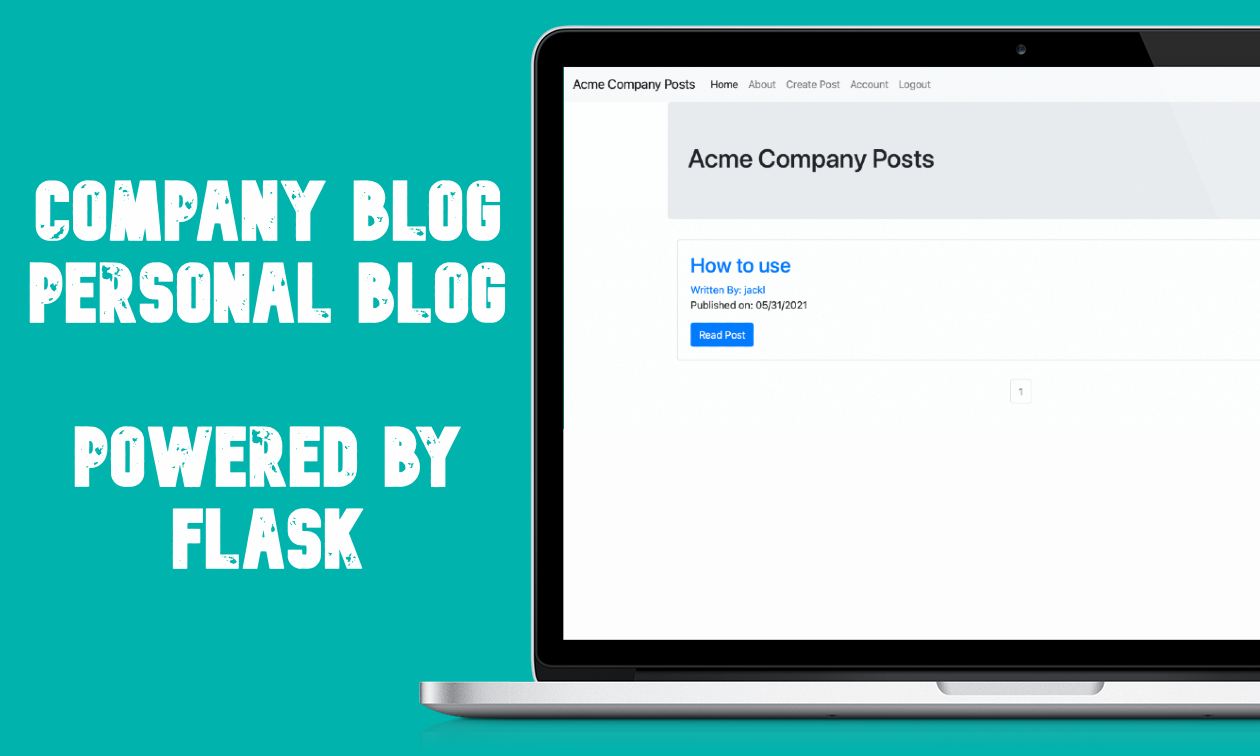 COMPANY BLOG
PERSONAL BLOG
POWERED BY
FLASK
Acme Company Posts Home About Create Post Account Logout
Acme Company Posts
How to use
Written By: jackl
Published on: 05/31/2021
Read Post
1